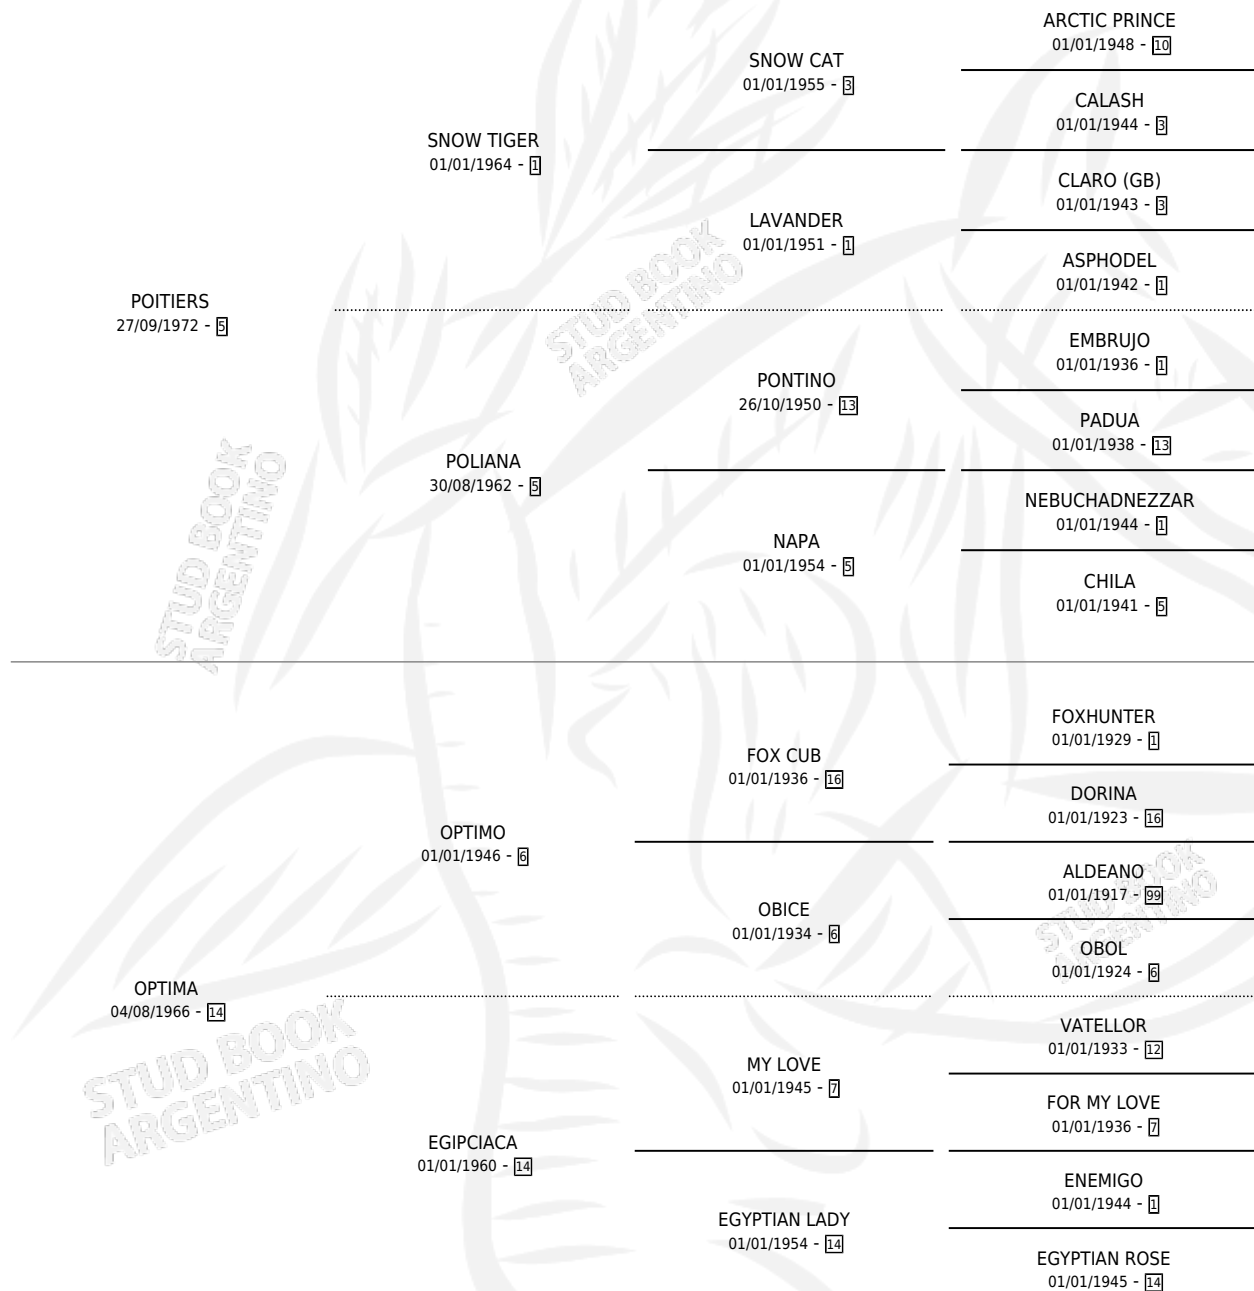 ARCTIC PRINCE
01/01/1948 - 10
SNOW CAT
01/01/1955 - 3
CALASH
01/01/1944 - 3
SNOW TIGER
01/01/1964 - 1
CLARO (GB)
01/01/1943 - 3
LAVANDER
01/01/1951 - 1
ASPHODEL
01/01/1942 - 1
POITIERS
27/09/1972 - 5
EMBRUJO
01/01/1936 - 1
PONTINO
26/10/1950 - 13
PADUA
01/01/1938 - 13
POLIANA
30/08/1962 - 5
NEBUCHADNEZZAR
01/01/1944 - 1
NAPA
01/01/1954 - 5
CHILA
01/01/1941 - 5
FOXHUNTER
01/01/1929 - 1
FOX CUB
01/01/1936 - 16
DORINA
01/01/1923 - 16
OPTIMO
01/01/1946 - 6
ALDEANO
01/01/1917 - 99
OBICE
01/01/1934 - 6
OBOL
01/01/1924 - 6
OPTIMA
04/08/1966 - 14
VATELLOR
01/01/1933 - 12
MY LOVE
01/01/1945 - 7
FOR MY LOVE
01/01/1936 - 7
EGIPCIACA
01/01/1960 - 14
ENEMIGO
01/01/1944 - 1
EGYPTIAN LADY
01/01/1954 - 14
EGYPTIAN ROSE
01/01/1945 - 14
STUD BOOK
ARGENTINO
STUD BOOK
ARGENTINO
STUD BOOK
ARGENTINO
STUD BOOK
ARGENTINO